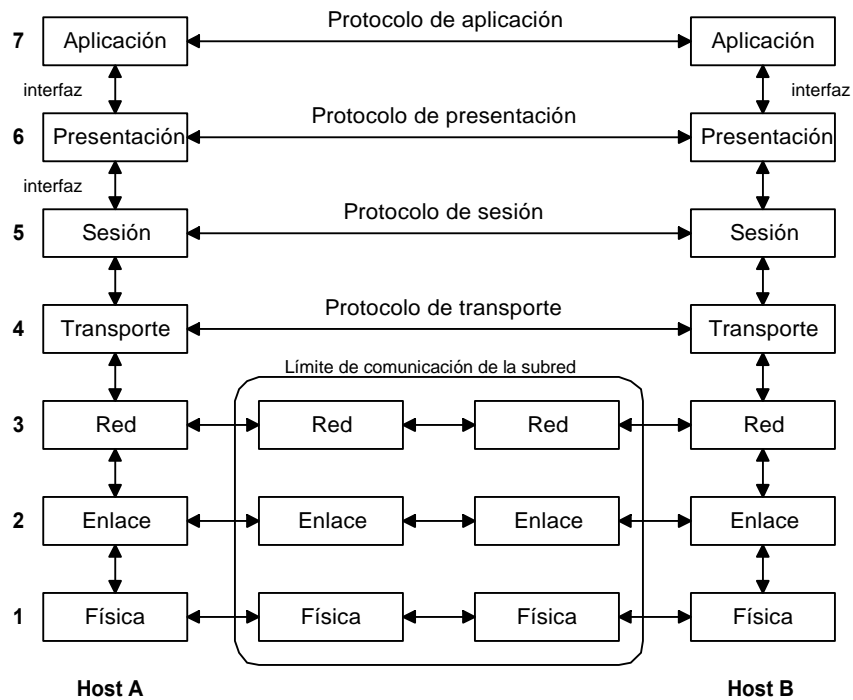 Protocolo de aplicación
7 Aplicación Aplicación
interfaz interfaz
Protocolo de presentación
6 Presentación Presentación
interfaz
Protocolo de sesión
5 Sesión Sesión
Protocolo de transporte
4 Transporte Transporte
Límite de comunicación de la subred
3 Red Red Red Red
2 Enlace Enlace Enlace Enlace
1 Física Física Física Física
Host A Host B